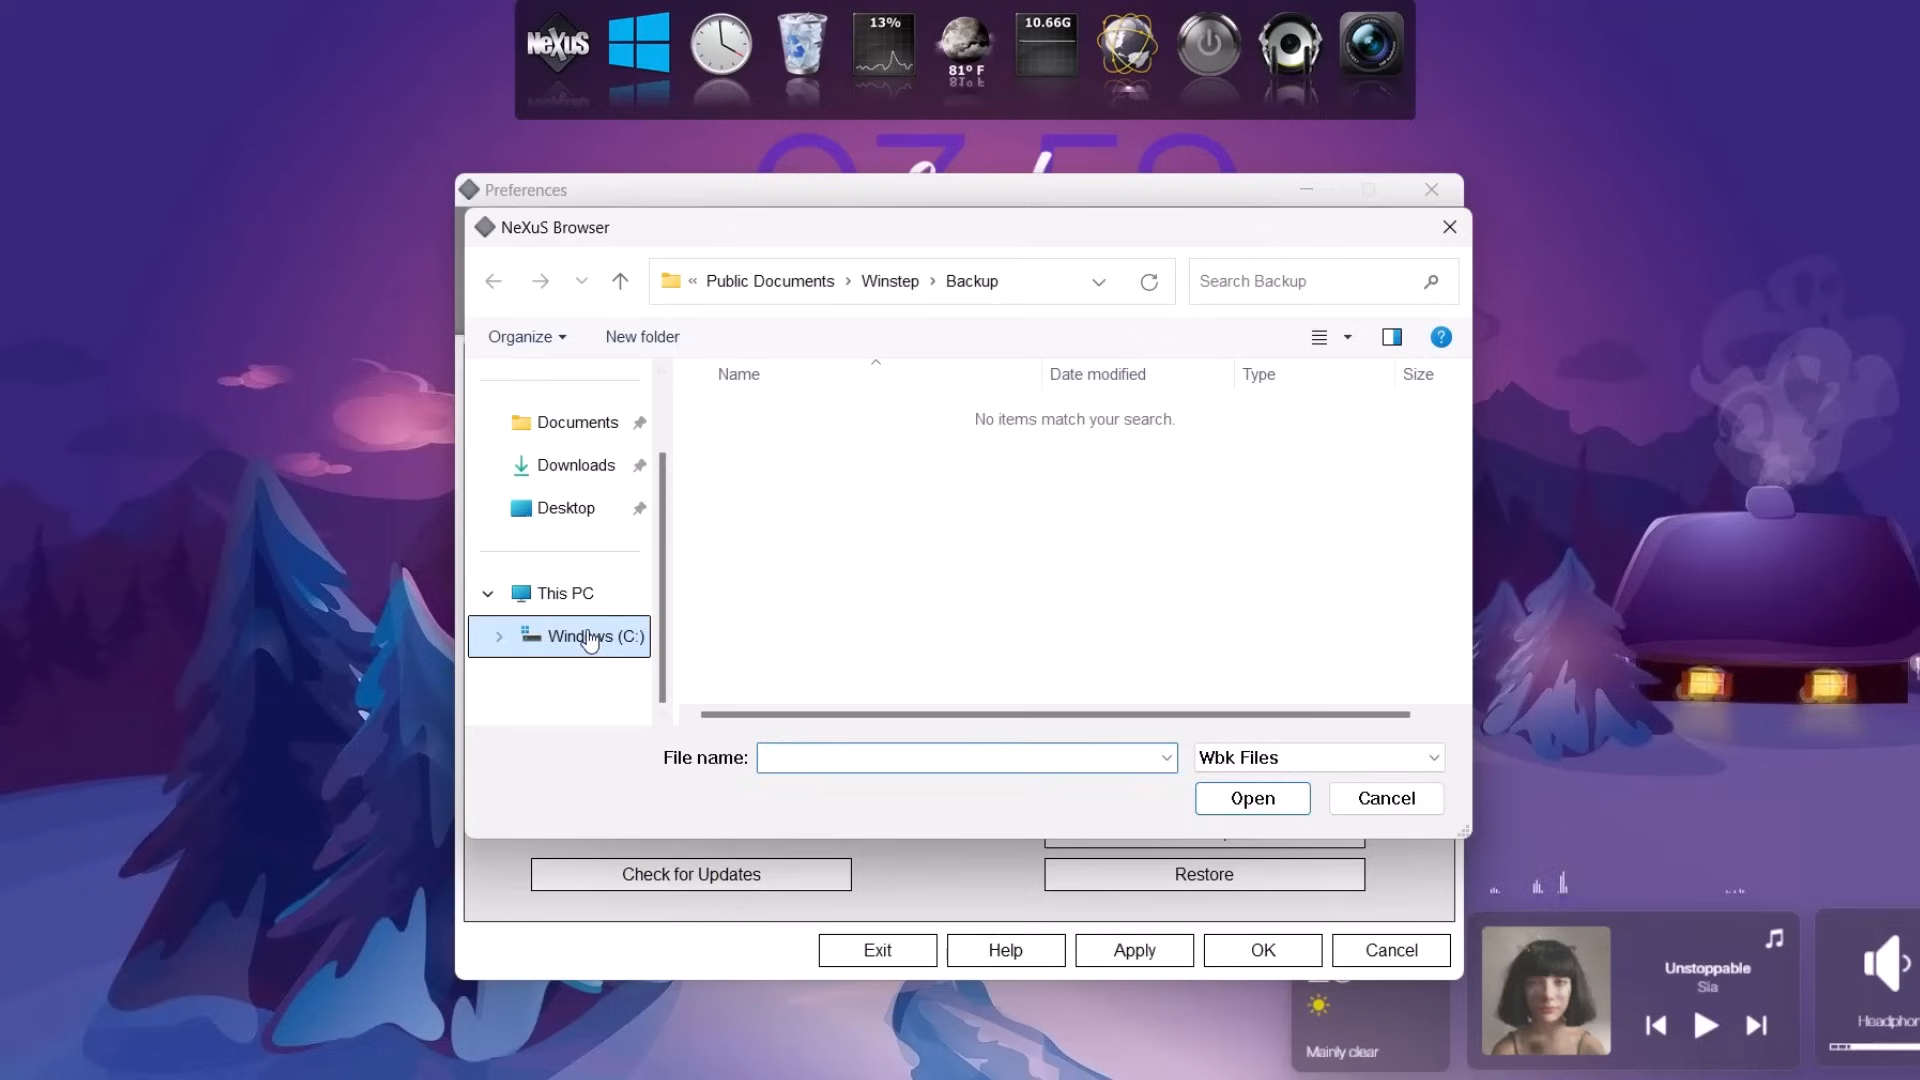 NeXuS
13%
81° F
10.66G
Preferences
NeXuS Browser
« Public Documents › Winstep › Backup
Search Backup
Organize
New folder
?
Name
Date modified
Type
Size
No items match your search.
Documents
Downloads
Desktop
This PC
Windows (C:)
File name:
Wbk Files
Open
Cancel
Check for Updates
Restore
Exit
Help
Apply
OK
Cancel
Mainly clear
Unstoppable
Sia
Headphon